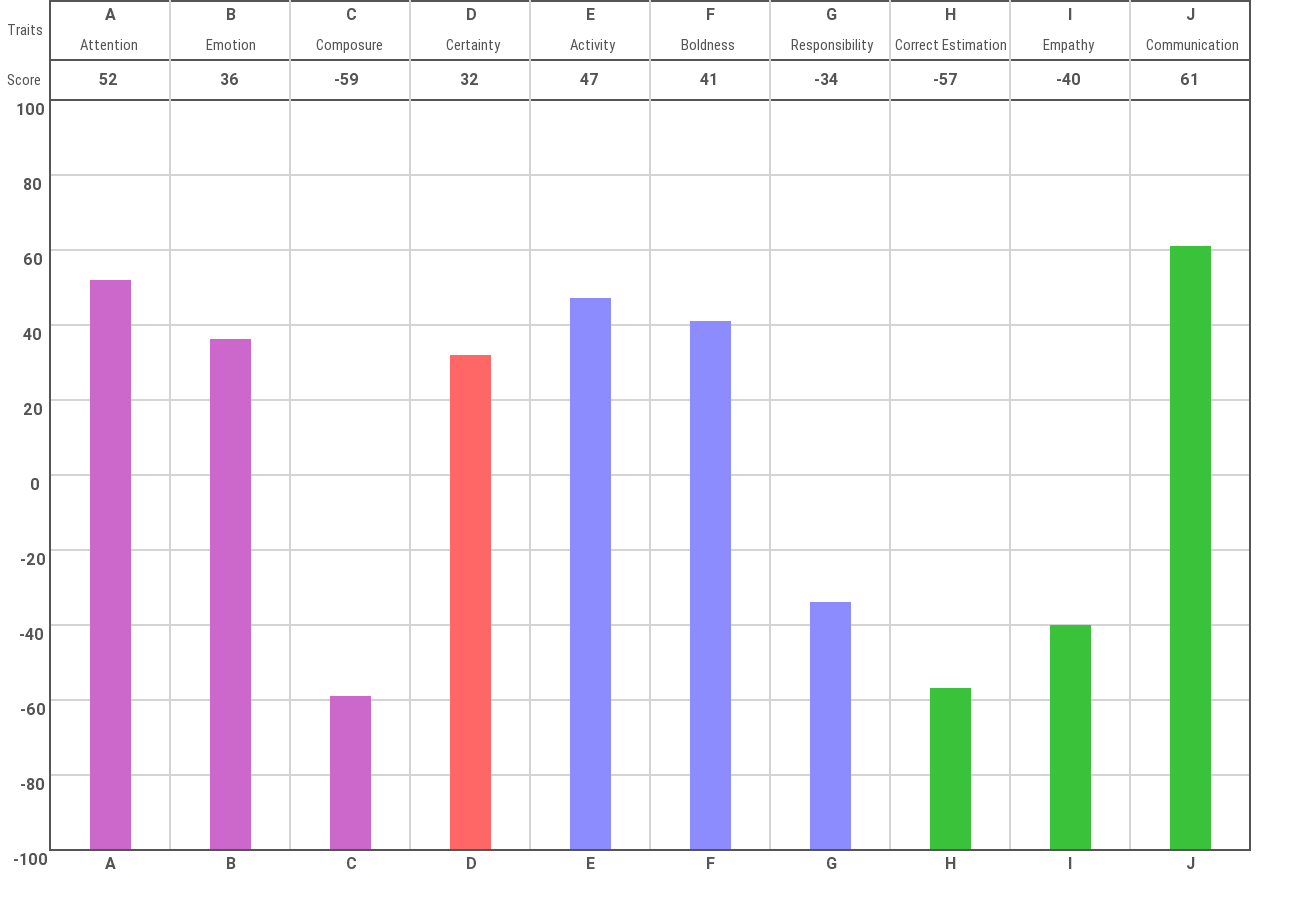 A B C D E F G H I J
Traits
Attention Emotion Composure Certainty Activity Boldness Responsibility Correct Estimation Empathy Communication
Score 52 36 -59 32 47 41 -34 -57 -40 61
100
80
60
40
20
0
-20
-40
-60
-80
-100
A B C D E F G H I J